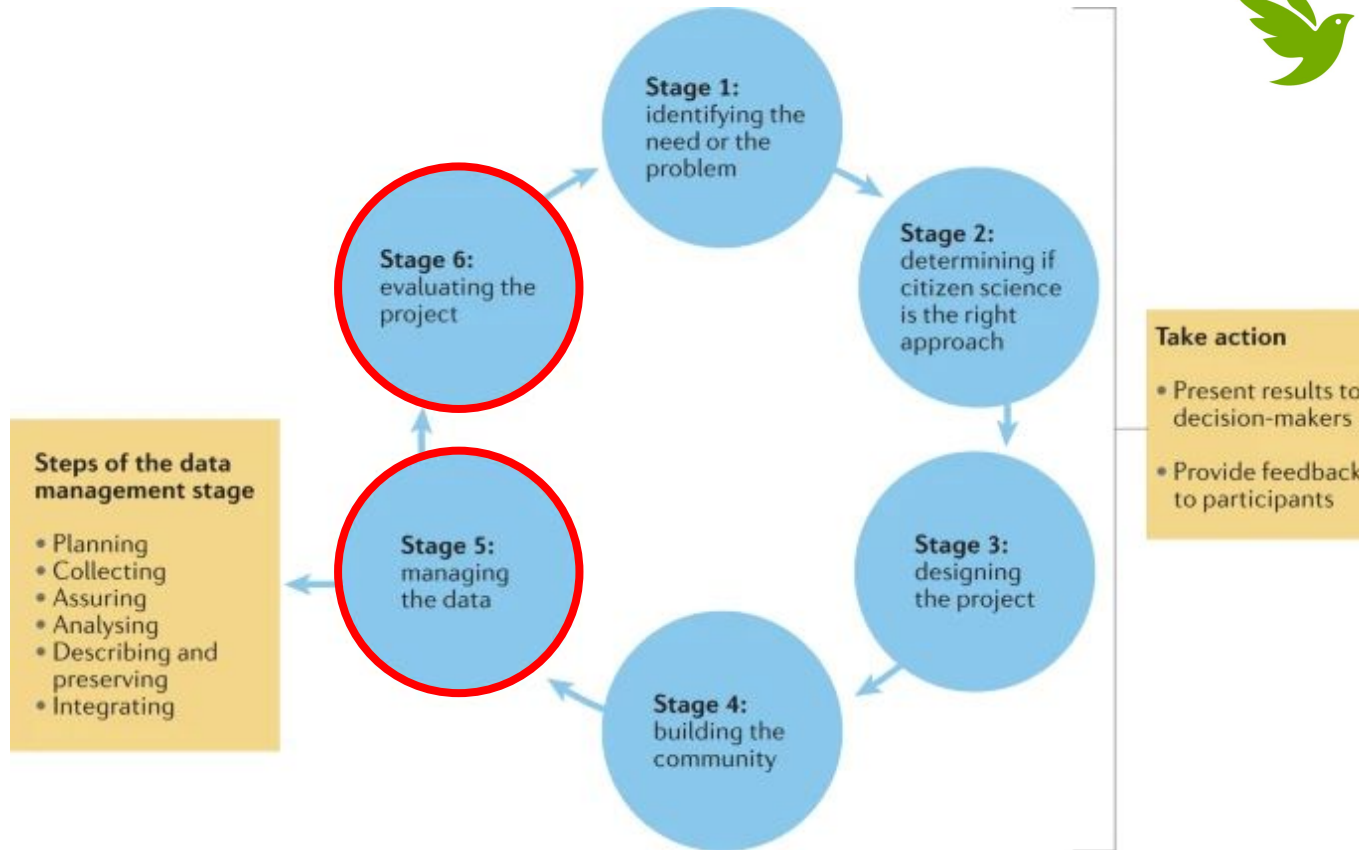 Stage 1:
identifying the
need or the
problem
Stage 2:
determining if
citizen science
is the right
approach
Stage 3:
designing
the project
Stage 4:
building the
community
Stage 5:
managing
the data
Stage 6:
evaluating the
project
Steps of the data
management stage
• Planning
• Collecting
• Assuring
• Analysing
• Describing and
preserving
• Integrating
Take action
• Present results to
decision-makers
• Provide feedback
to participants